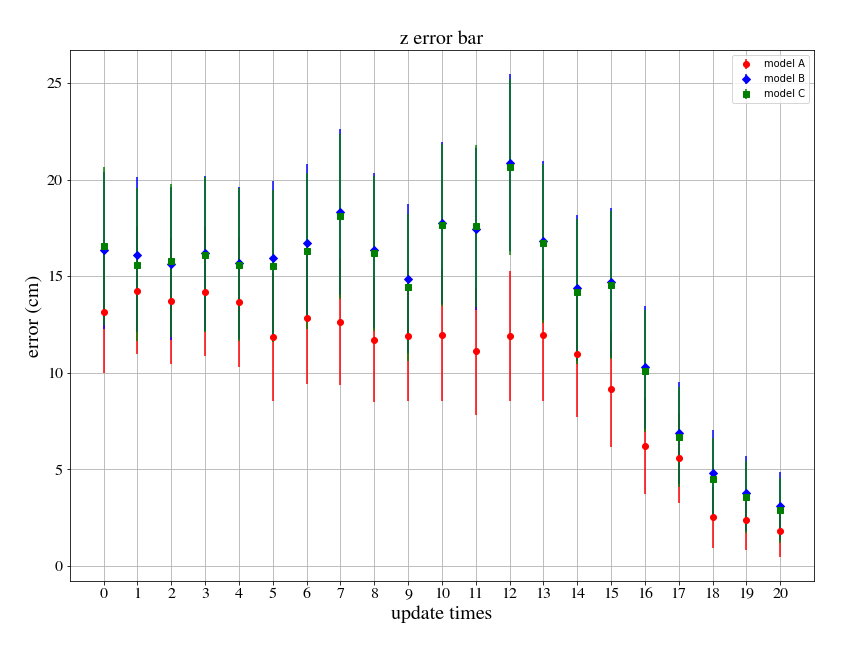 z error bar
model A
model B
model C
error (cm)
25
20
15
10
5
0
0 1 2 3 4 5 6 7 8 9 10 11 12 13 14 15 16 17 18 19 20
update times